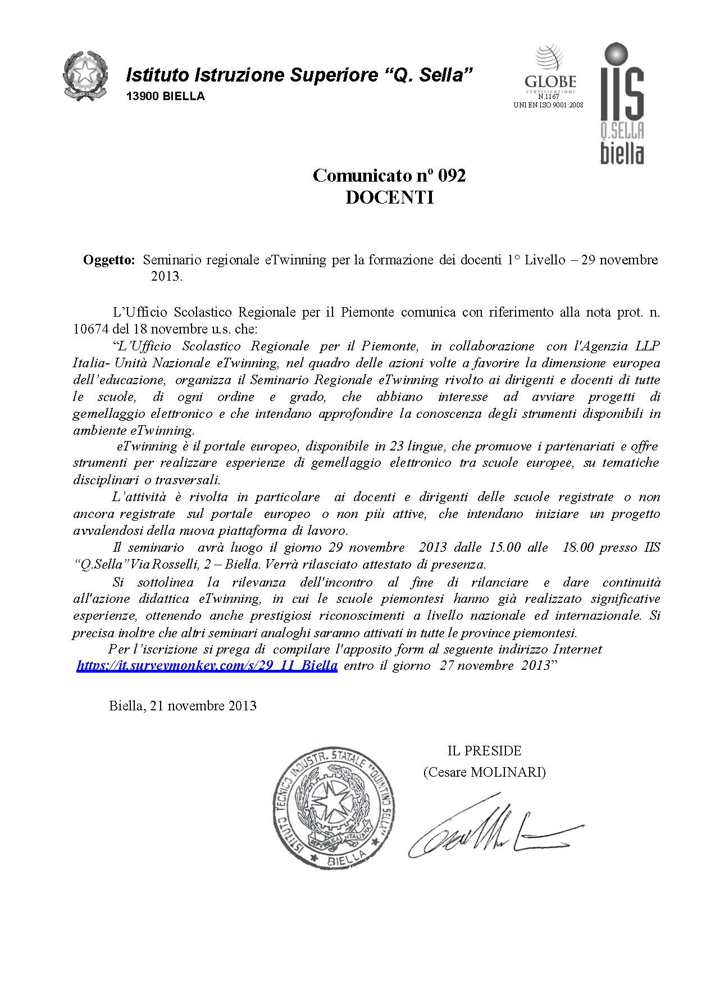 Istituto Istruzione Superiore “Q. Sella”
13900 BIELLA
GLOBE
CERTIFICAZIONI
N.1167
UNI EN ISO 9001:2008
IIS
Q.SELLA
biella
Comunicato nº 092
DOCENTI
Oggetto: Seminario regionale eTwinning per la formazione dei docenti 1° Livello – 29 novembre
2013.
L’Ufficio Scolastico Regionale per il Piemonte comunica con riferimento alla nota prot. n.
10674 del 18 novembre u.s. che:
“L’Ufficio Scolastico Regionale per il Piemonte, in collaborazione con l'Agenzia LLP
Italia- Unità Nazionale eTwinning, nel quadro delle azioni volte a favorire la dimensione europea
dell’educazione, organizza il Seminario Regionale eTwinning rivolto ai dirigenti e docenti di tutte
le scuole, di ogni ordine e grado, che abbiano interesse ad avviare progetti di
gemellaggio elettronico e che intendano approfondire la conoscenza degli strumenti disponibili in
ambiente eTwinning.
eTwinning è il portale europeo, disponibile in 23 lingue, che promuove i partenariati e offre
strumenti per realizzare esperienze di gemellaggio elettronico tra scuole europee, su tematiche
disciplinari o trasversali.
L’attività è rivolta in particolare ai docenti e dirigenti delle scuole registrate o non
ancora registrate sul portale europeo o non più attive, che intendano iniziare un progetto
avvalendosi della nuova piattaforma di lavoro.
Il seminario avrà luogo il giorno 29 novembre 2013 dalle 15.00 alle 18.00 presso IIS
“Q.Sella”Via Rosselli, 2 – Biella. Verrà rilasciato attestato di presenza.
Si sottolinea la rilevanza dell'incontro al fine di rilanciare e dare continuità
all'azione didattica eTwinning, in cui le scuole piemontesi hanno già realizzato significative
esperienze, ottenendo anche prestigiosi riconoscimenti a livello nazionale ed internazionale. Si
precisa inoltre che altri seminari analoghi saranno attivati in tutte le province piemontesi.
Per l’iscrizione si prega di compilare l'apposito form al seguente indirizzo Internet
https://it.surveymonkey.com/s/29_11_Biella entro il giorno 27 novembre 2013”
Biella, 21 novembre 2013
IL PRESIDE
(Cesare MOLINARI)
ISTITUTO TECNICO INDUSTR. STATALE "QUINTINO SELLA"
REPVBBLICA ITALIANA
★ BIELLA ★